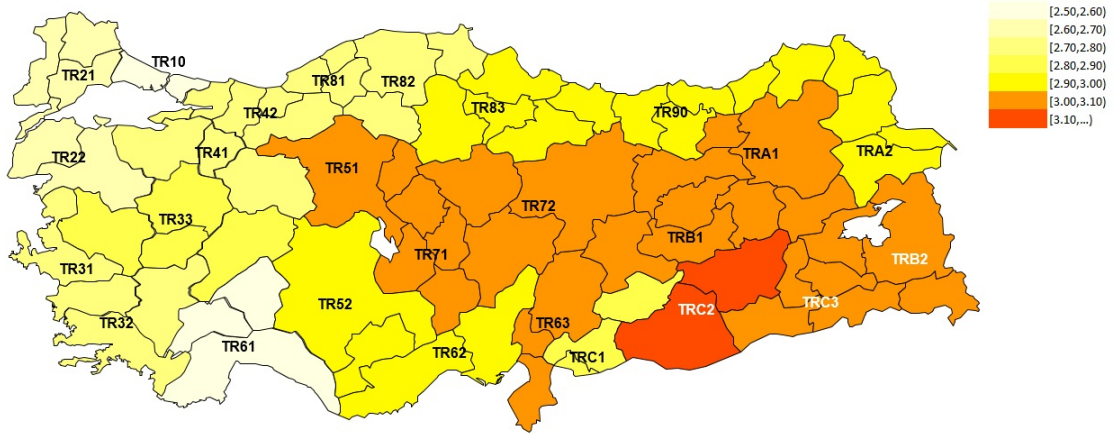 [2.50,2.60)
[2.60,2.70)
[2.70,2.80)
[2.80,2.90)
[2.90,3.00)
[3.00,3.10)
[3.10,...)
TR10
TR21
TR81
TR82
TR42
TR83
TR90
TR22
TR41
TR51
TRA1
TRA2
TR33
TR72
TR71
TRB1
TRB2
TR31
TR52
TRC2
TRC3
TR32
TR61
TR62
TR63
TRC1